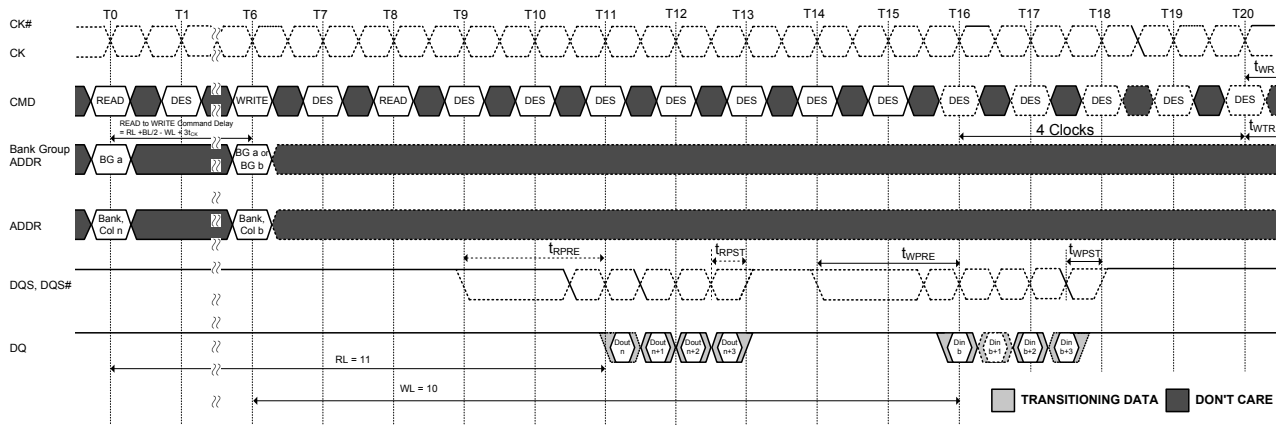 T0 T1 T6 T7 T8 T9 T10 T11 T12 T13 T14 T15 T16 T17 T18 T19 T20
CK#
CK
tWR
CMD READ DES WRITE DES READ DES DES DES DES DES DES DES DES DES DES DES DES
READ to WRITE Command Delay
= RL +BL/2 - WL + 3tCK
4 Clocks
tWTR
Bank Group
ADDR
BG a
BG a or
BG b
ADDR
Bank,
Col n
Bank,
Col b
tRPRE tRPST tWPRE tWPST
DQS, DQS#
DQ
Dout
n
Dout
n+1
Dout
n+2
Dout
n+3
Din
b
Din
b+1
Din
b+2
Din
b+3
RL = 11
WL = 10
TRANSITIONING DATA DON'T CARE